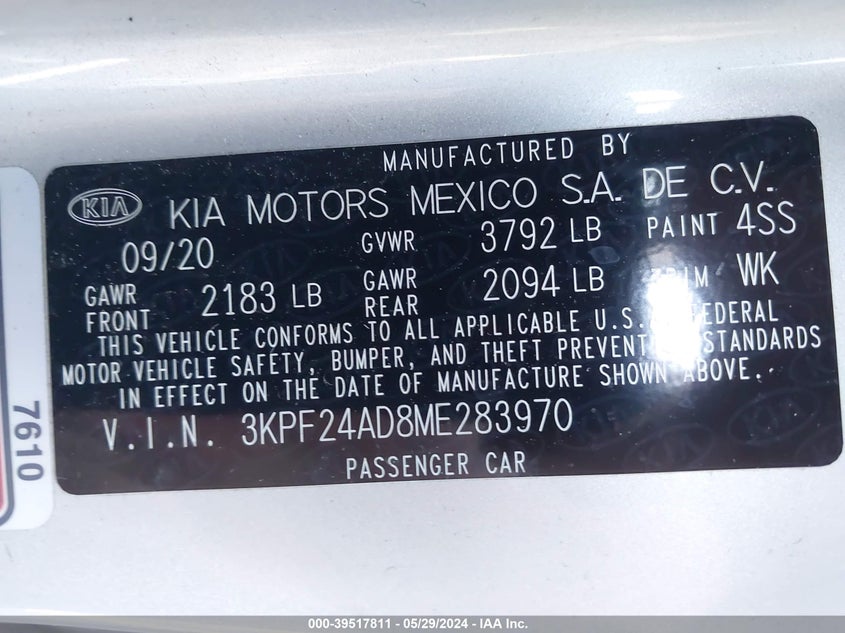 MANUFACTURED BY
KIA KIA MOTORS MEXICO S.A. DE C.V.
09/20 GVWR 3792 LB PAINT 4SS
GAWR FRONT 2183 LB GAWR REAR 2094 LB TRIM WK
THIS VEHICLE CONFORMS TO ALL APPLICABLE U.S. FEDERAL
MOTOR VEHICLE SAFETY, BUMPER, AND THEFT PREVENTION STANDARDS
IN EFFECT ON THE DATE OF MANUFACTURE SHOWN ABOVE.
V.I.N. 3KPF24AD8ME283970
PASSENGER CAR
7610
000-39517811 - 05/29/2024 - IAA Inc.